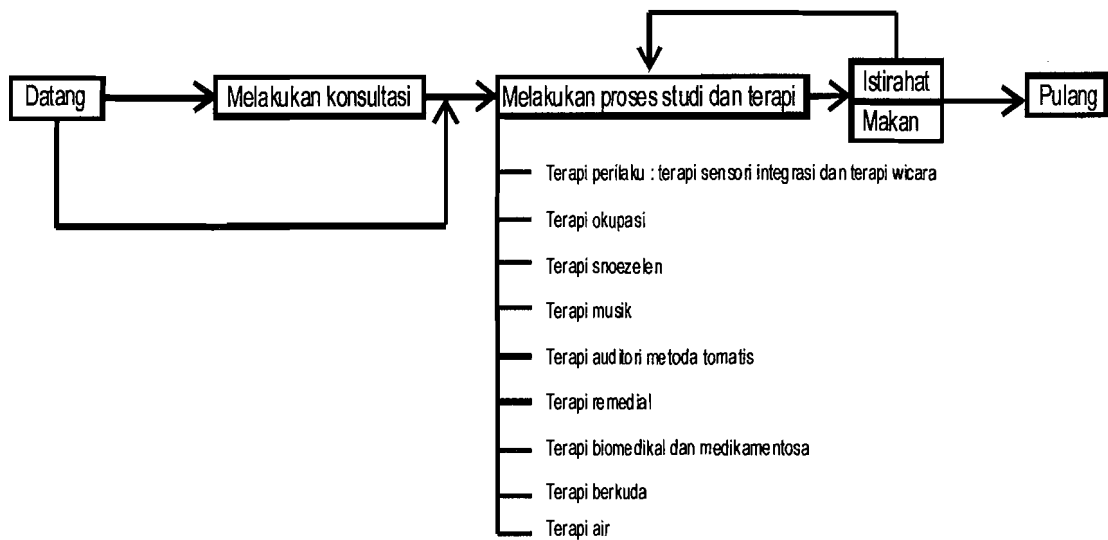 Datang
Melakukan konsultasi
Melakukan proses studi dan terapi
Istirahat
Makan
Pulang
Terapi perilaku : terapi sensori integrasi dan terapi wicara
Terapi okupasi
Terapi snoezelen
Terapi musik
Terapi auditori metoda tomatis
Terapi remedial
Terapi biomedikal dan medikamentosa
Terapi berkuda
Terapi air